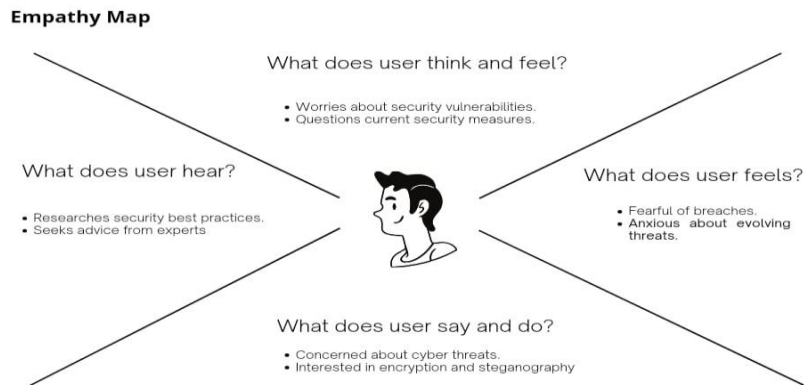 Empathy Map
What does user think and feel?
• Worries about security vulnerabilities.
• Questions current security measures.
What does user hear?
• Researches security best practices.
• Seeks advice from experts
What does user feels?
• Fearful of breaches.
• Anxious about evolving
threats.
What does user say and do?
• Concerned about cyber threats.
• Interested in encryption and steganography